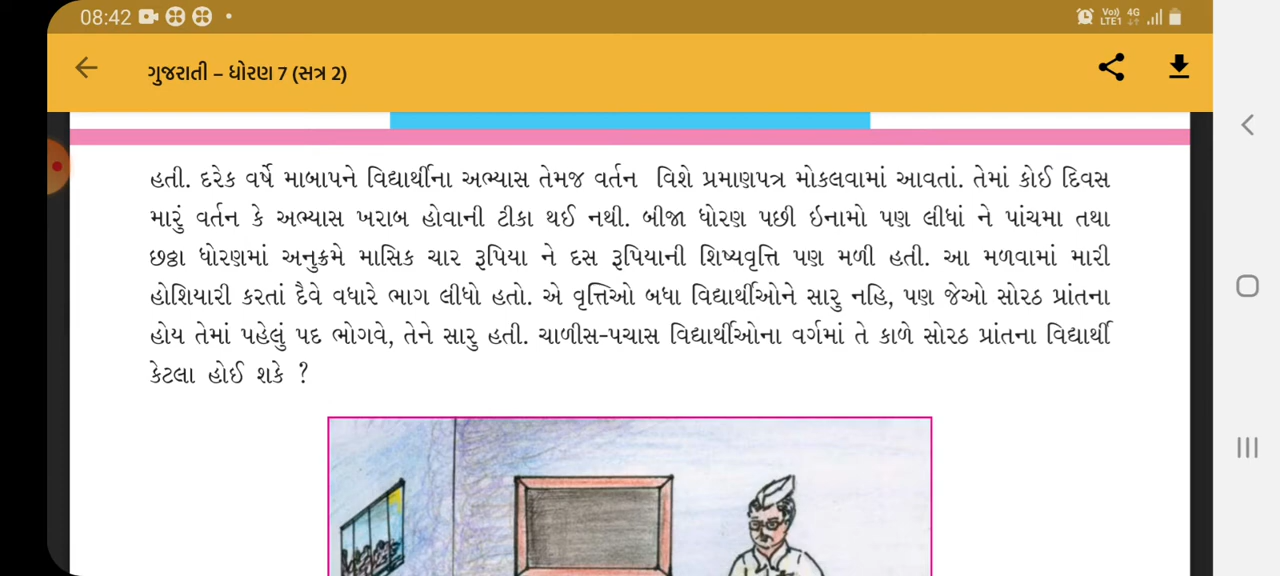 08:42
Vo) 4G
LTE1
ગુજરાતી – ધોરણ 7 (સત્ર 2)
હતી. દરેક વર્ષે માબાપને વિદ્યાર્થીના અભ્યાસ તેમજ વર્તન વિશે પ્રમાણપત્ર મોકલવામાં આવતાં. તેમાં કોઈ દિવસ
મારું વર્તન કે અભ્યાસ ખરાબ હોવાની ટીકા થઈ નથી. બીજા ધોરણ પછી ઇનામો પણ લીધાં ને પાંચમા તથા
છઠ્ઠા ધોરણમાં અનુક્રમે માસિક ચાર રૂપિયા ને દસ રૂપિયાની શિષ્યવૃત્તિ પણ મળી હતી. આ મળવામાં મારી
હોશિયારી કરતાં દૈવે વધારે ભાગ લીધો હતો. એ વૃત્તિઓ બધા વિદ્યાર્થીઓને સારુ નહિ, પણ જેઓ સોરઠ પ્રાંતના
હોય તેમાં પહેલું પદ ભોગવે, તેને સારુ હતી. ચાળીસ-પચાસ વિદ્યાર્થીઓના વર્ગમાં તે કાળે સોરઠ પ્રાંતના વિદ્યાર્થી
કેટલા હોઈ શકે ?